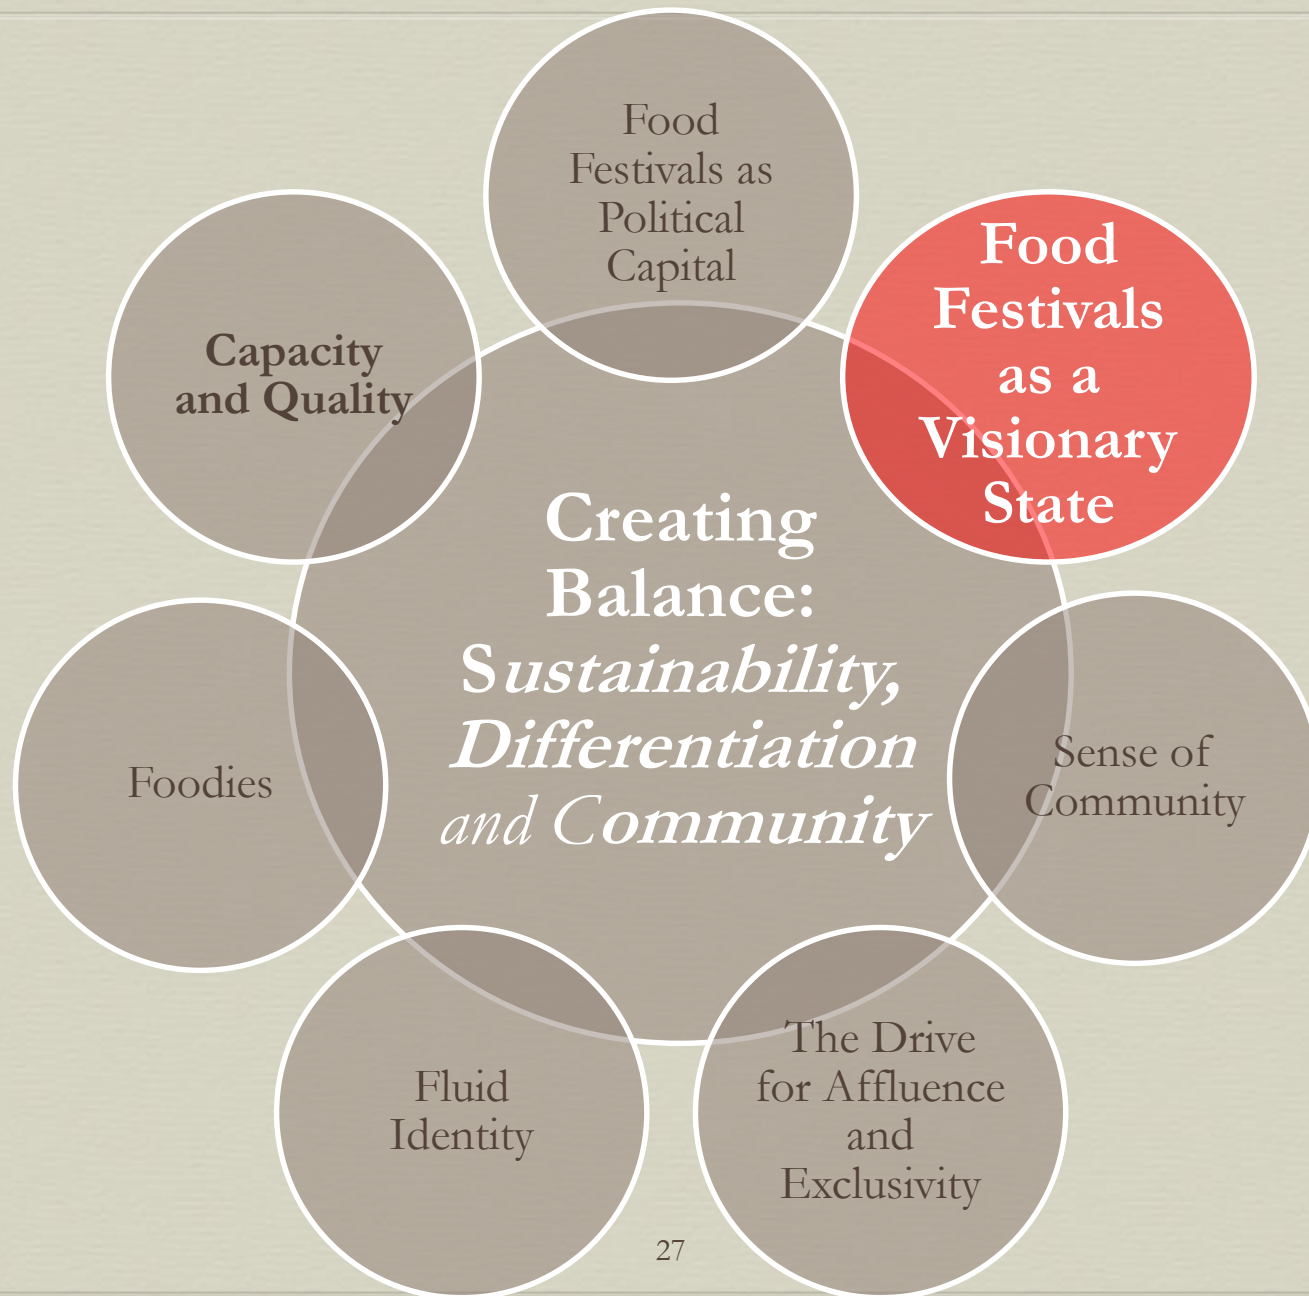 Food
Festivals as
Political
Capital
Food
Festivals
as a
Visionary
State
Capacity
and Quality
Creating
Balance:
Sustainability,
Differentiation
and Community
Sense of
Community
Foodies
The Drive
for Affluence
and
Exclusivity
Fluid
Identity
27